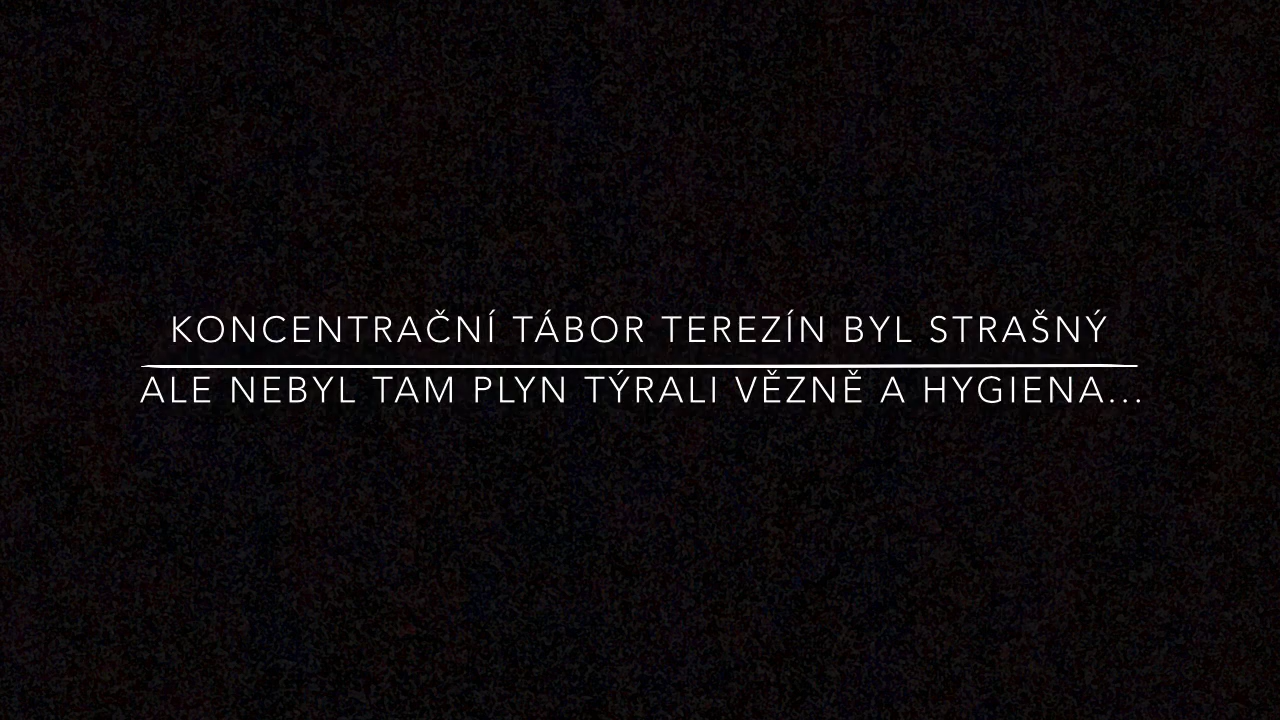 KONCENTRAČNÍ TÁBOR TEREZÍN BYL STRAŠNÝ
ALE NEBYL TAM PLYN TÝRALI VĚZNĚ A HYGIENA...